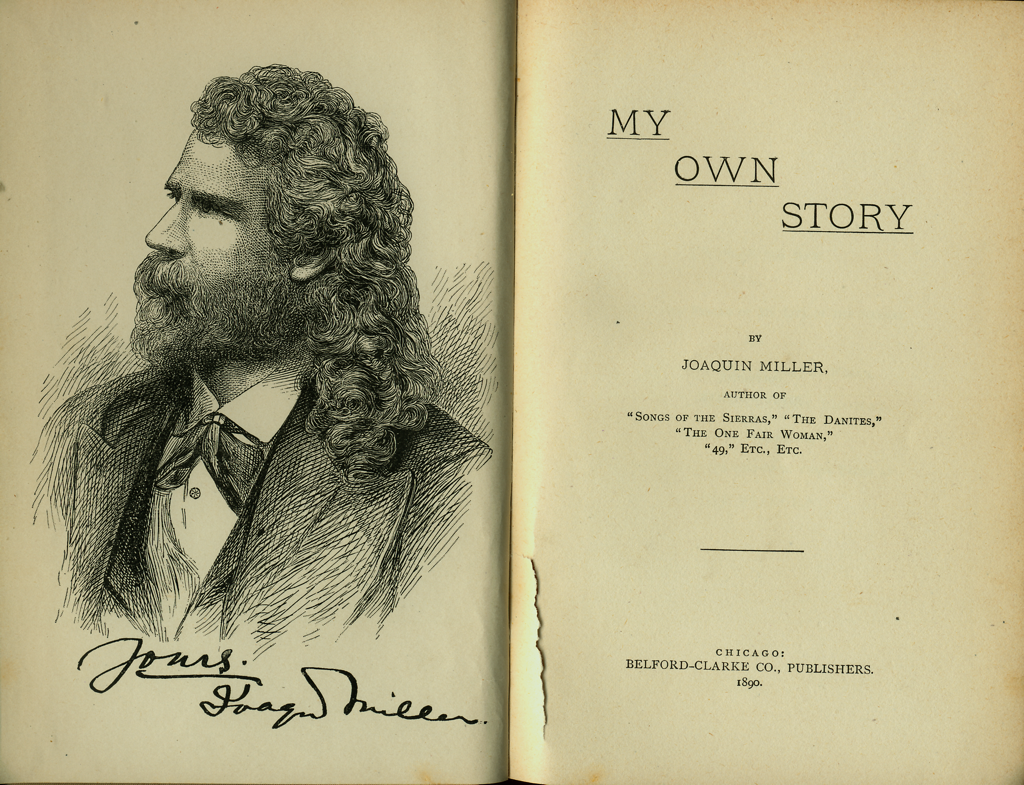 Yours.
Joaquin Miller.
MY
OWN
STORY
BY
JOAQUIN MILLER,
AUTHOR OF
"SONGS OF THE SIERRAS," "THE DANITES,"
"THE ONE FAIR WOMAN,"
"49," ETC., ETC.
CHICAGO:
BELFORD-CLARKE CO., PUBLISHERS.
1890.